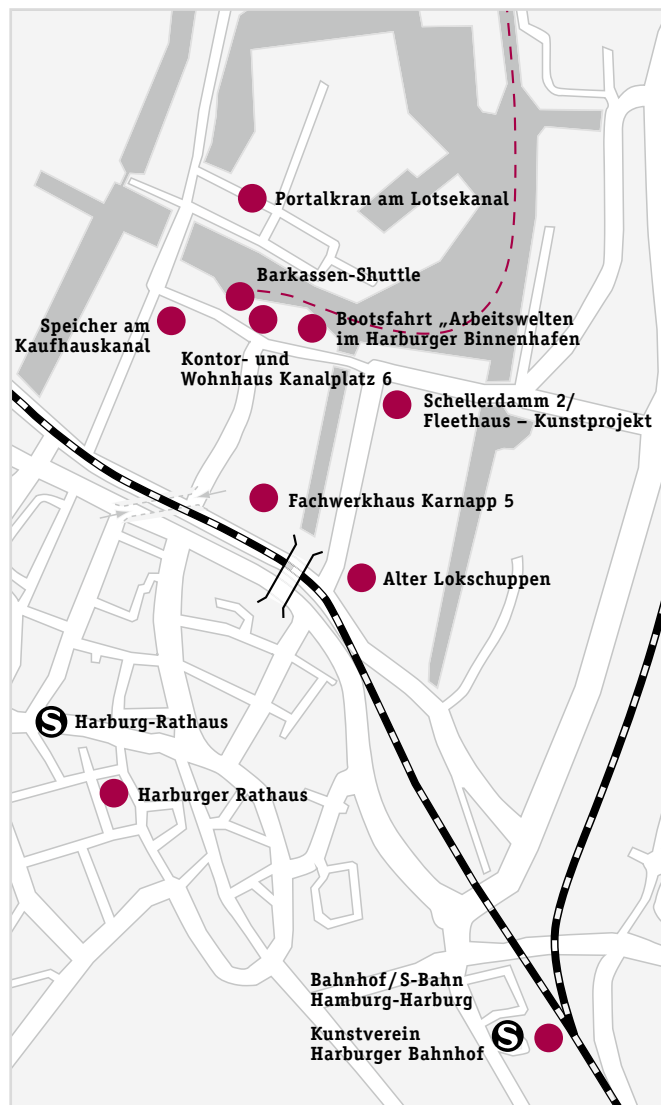 Portalkran am Lotsekanal
Barkassen-Shuttle
Speicher am
Kaufhauskanal
Bootsfahrt „Arbeitswelten
im Harburger Binnenhafen
Kontor- und
Wohnhaus Kanalplatz 6
Schellerdamm 2/
Fleethaus – Kunstprojekt
Fachwerkhaus Karnapp 5
Alter Lokschuppen
S Harburg-Rathaus
Harburger Rathaus
Bahnhof/S-Bahn
Hamburg-Harburg
Kunstverein
Harburger Bahnhof
S